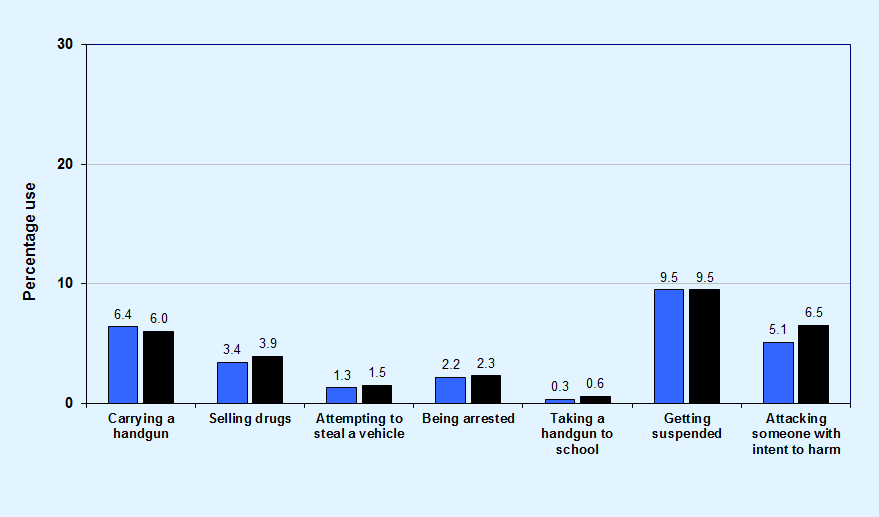 30
20
10
0
Percentage use
6.4
6.0
3.4
3.9
1.3
1.5
2.2
2.3
0.3
0.6
9.5
9.5
5.1
6.5
Carrying a
handgun
Selling drugs
Attempting to
steal a vehicle
Being arrested
Taking a
handgun to
school
Getting
suspended
Attacking
someone with
intent to harm